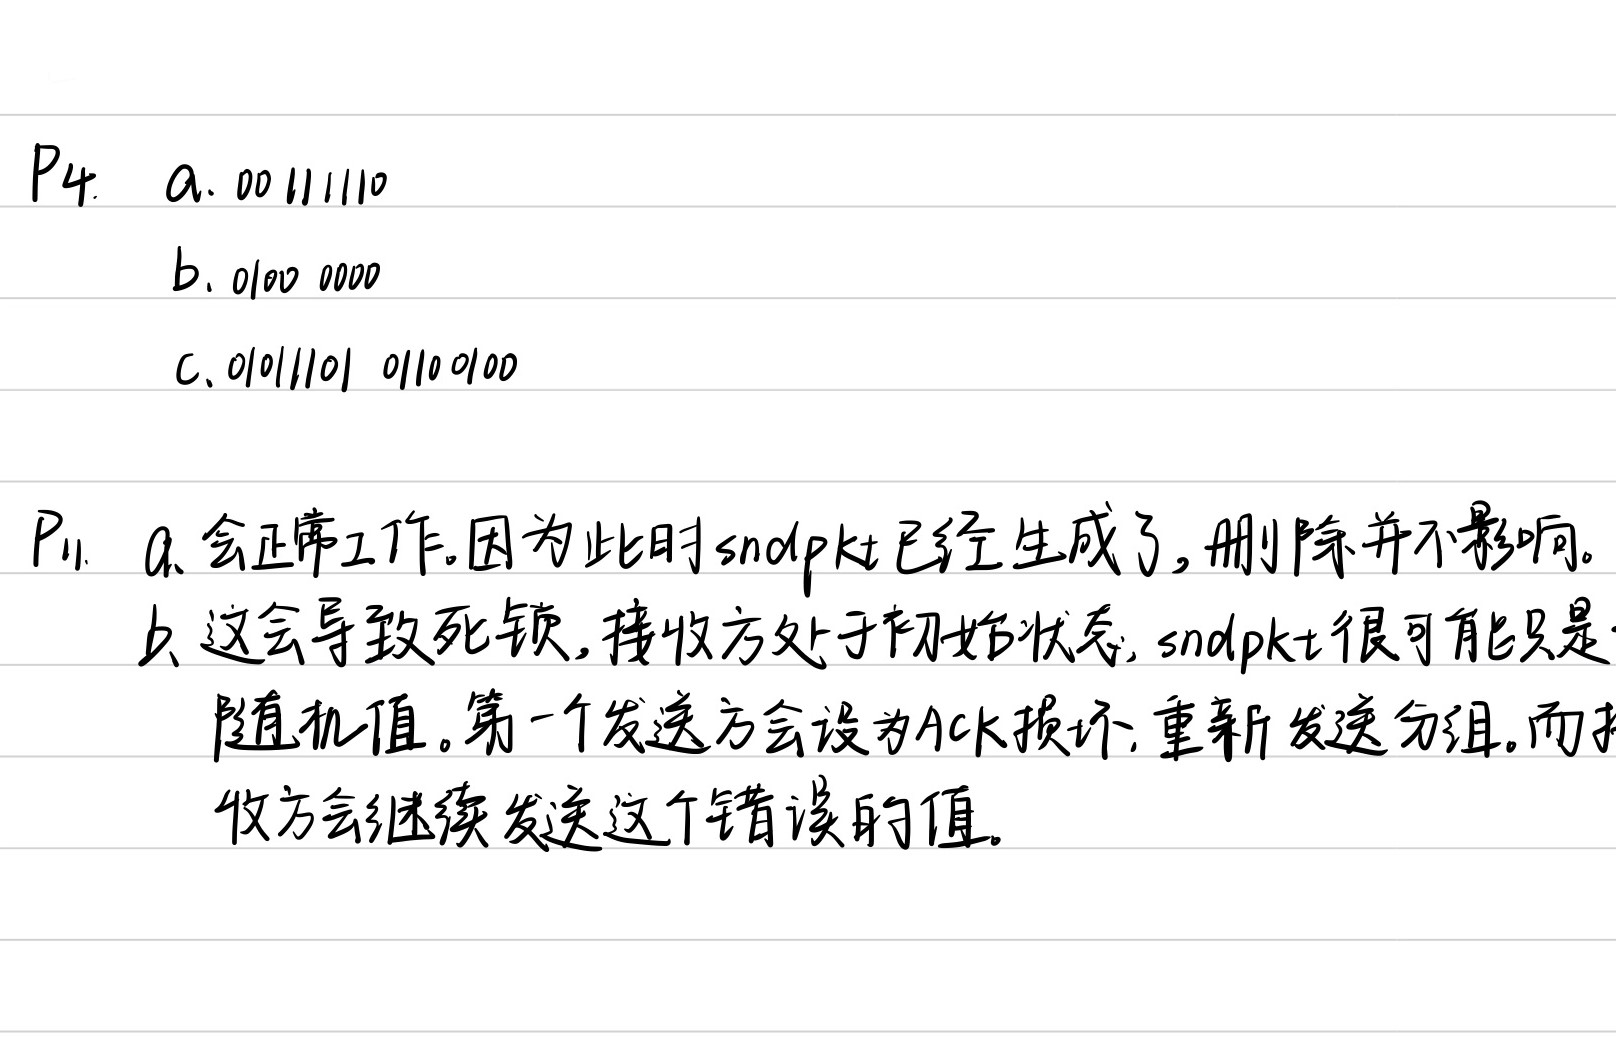 P4. a. 00111110
b. 0100 0000
c. 01011101 01100100
P11. a. 会正常工作。因为此时sndpkt已经生成了,删除并不影响。
b. 这会导致死锁,接收方处于初始状态, sndpkt很可能只是
随机值。第一个发送方会设为ACK损坏,重新发送分组。而接
收方会继续发送这个错误的值。